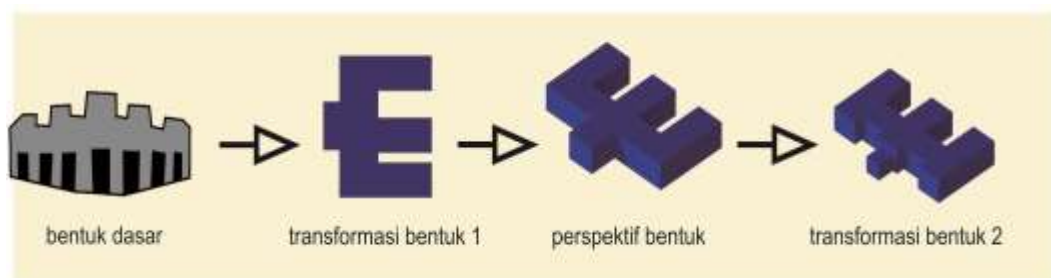 bentuk dasar
transformasi bentuk 1
perspektif bentuk
transformasi bentuk 2